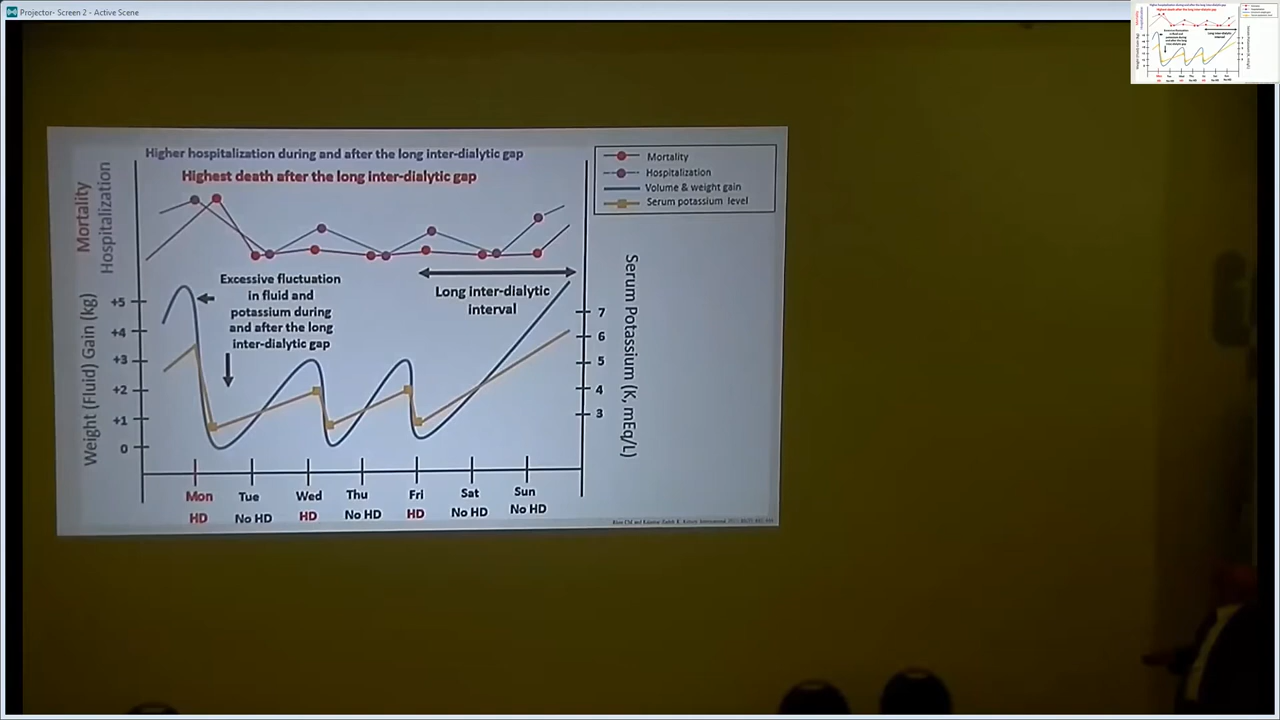 Projector- Screen 2 - Active Scene
Higher hospitalization during and after the long inter-dialytic gap
Highest death after the long inter-dialytic gap
Mortality
Hospitalization
Volume & weight gain
Serum potassium level
Mortality
Hospitalization
Excessive fluctuation
in fluid and
potassium during
and after the long
inter-dialytic gap
Long inter-dialytic
interval
Weight (Fluid) Gain (kg)
+5
+4
+3
+2
+1
0
Serum Potassium (K, mEq/L)
7
6
5
4
3
Mon Tue Wed Thu Fri Sat Sun
HD No HD HD No HD HD No HD No HD